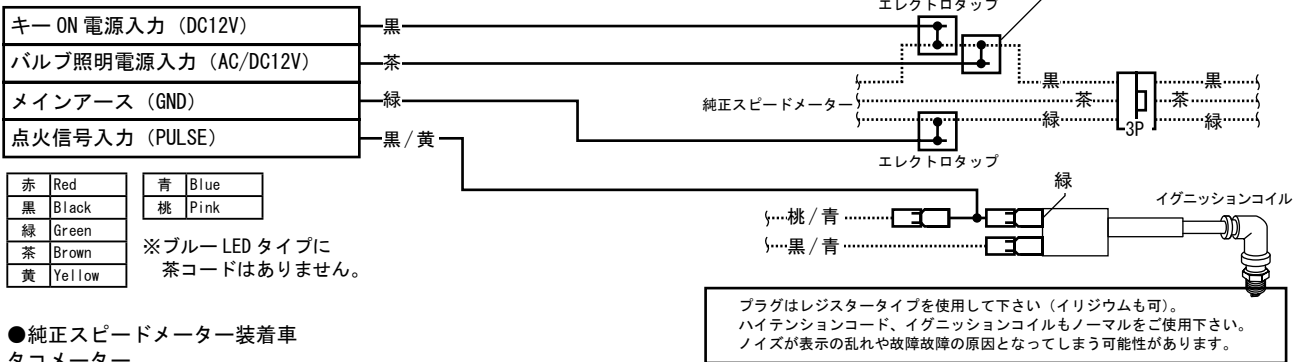 エレクトロタップ
キー ON 電源入力（DC12V）
黒
バルブ照明電源入力（AC/DC12V）
茶
メインアース（GND）
緑
点火信号入力（PULSE）
黒/黄
純正スピードメーター
黒
黒
茶
茶
緑
緑
3P
エレクトロタップ
赤 Red
黒 Black
緑 Green
茶 Brown
黄 Yellow
青 Blue
桃 Pink
※ブルー LED タイプに
茶コードはありません。
緑
イグニッションコイル
桃/青
黒/青
プラグはレジスタータイプを使用して下さい（イリジウムも可）。
ハイテンションコード、イグニッションコイルもノーマルをご使用下さい。
ノイズが表示の乱れや故障故障の原因となってしまう可能性があります。
●純正スピードメーター装着車
タコメーター